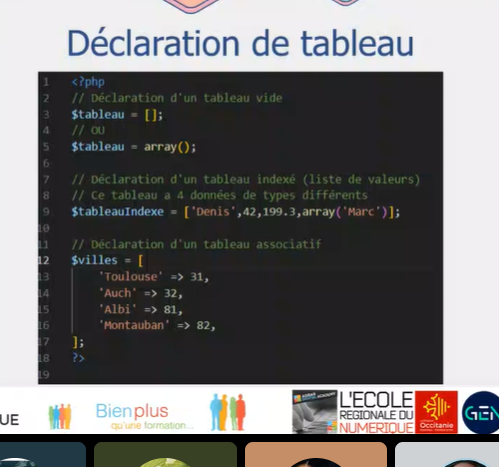 Déclaration de tableau
1 <?php
2 // Déclaration d'un tableau vide
3 $tableau = [];
4 // OU
5 $tableau = array();
6
7 // Déclaration d'un tableau indexé (liste de valeurs)
8 // Ce tableau a 4 données de types différents
9 $tableauIndexe = ['Denis',42,199.3,array('Marc')];
10
11 // Déclaration d'un tableau associatif
12 $villes = [
13 'Toulouse' => 31,
14 'Auch' => 32,
15 'Albi' => 81,
16 'Montauban' => 82,
17 ];
18 ?>
19
UE
Bienplus
qu'une formation...
L'ECOLE
REGIONALE DU
NUMERIQUE
Occitanie
GEN